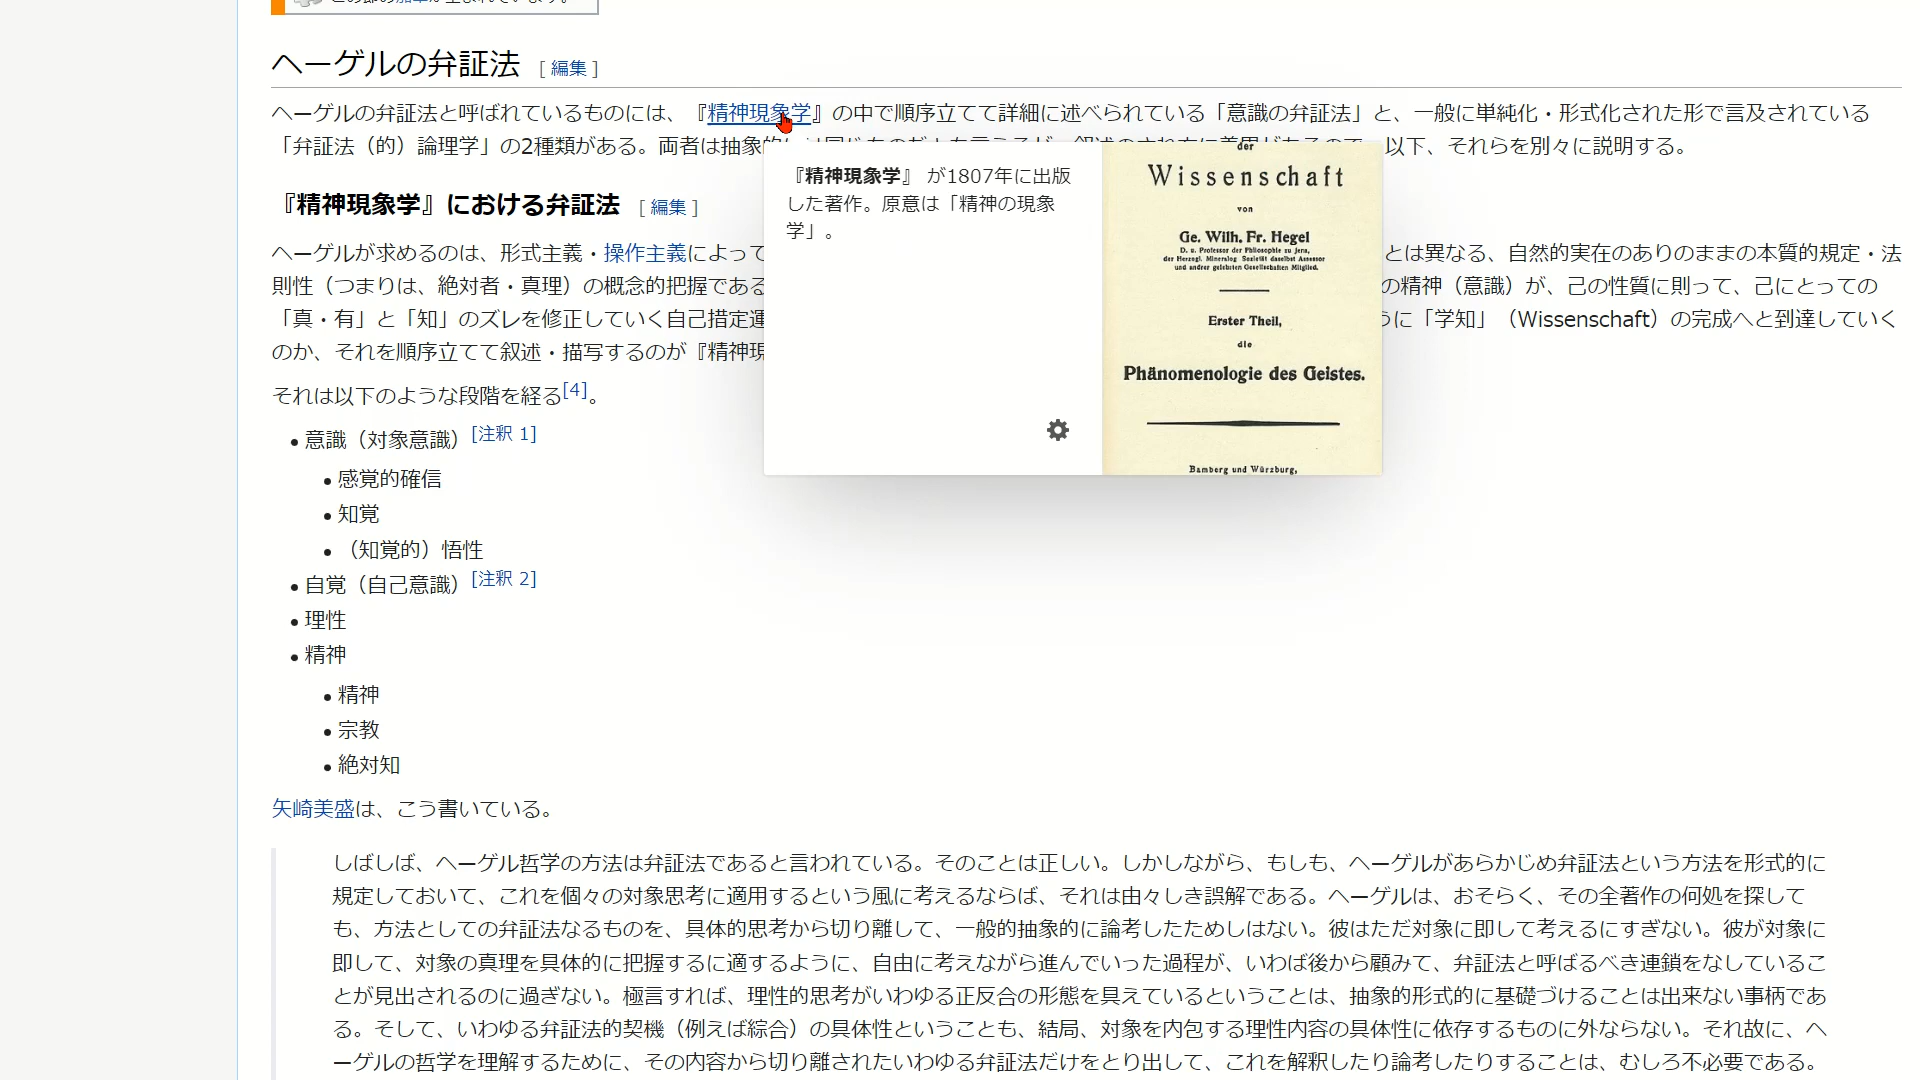 ヘーゲルの弁証法 [ 編集 ]
ヘーゲルの弁証法と呼ばれているものには、『精神現象学』の中で順序立てて詳細に述べられている「意識の弁証法」と、一般に単純化・形式化された形で言及されている
「弁証法（的）論理学」の2種類がある。両者は抽象的には同じものだとも言えるが、叙述のされ方に差異があるので、以下、それらを別々に説明する。
『精神現象学』における弁証法 [ 編集 ]
ヘーゲルが求めるのは、形式主義・操作主義によって
とは異なる、自然的実在のありのままの本質的規定・法
則性（つまりは、絶対者・真理）の概念的把握である
の精神（意識）が、己の性質に則って、己にとっての
「真・有」と「知」のズレを修正していく自己措定運
うに「学知」（Wissenschaft）の完成へと到達していく
のか、それを順序立てて叙述・描写するのが『精神現
『精神現象学』 が1807年に出版
した著作。原意は「精神の現象
学」。
der
Wissenschaft
von
Ge. Wilh. Fr. Hegel
D. u. Professor der Philosophie zu Jena,
der Herzogl. Mineralog. Sozietät daselbst Assessor
und andrer gelehrten Gesellschaften Mitglied.
Erster Theil,
die
Phänomenologie des Geistes.
Bamberg und Würzburg,
それは以下のような段階を経る[4]。
• 意識（対象意識）[注釈 1]
• 感覚的確信
• 知覚
• （知覚的）悟性
• 自覚（自己意識）[注釈 2]
• 理性
• 精神
• 精神
• 宗教
• 絶対知
矢崎美盛は、こう書いている。
しばしば、ヘーゲル哲学の方法は弁証法であると言われている。そのことは正しい。しかしながら、もしも、ヘーゲルがあらかじめ弁証法という方法を形式的に
規定しておいて、これを個々の対象思考に適用するという風に考えるならば、それは由々しき誤解である。ヘーゲルは、おそらく、その全著作の何処を探して
も、方法としての弁証法なるものを、具体的思考から切り離して、一般的抽象的に論考したためしはない。彼はただ対象に即して考えるにすぎない。彼が対象に
即して、対象の真理を具体的に把握するに適するように、自由に考えながら進んでいった過程が、いわば後から顧みて、弁証法と呼ばるべき連鎖をなしているこ
とが見出されるのに過ぎない。極言すれば、理性的思考がいわゆる正反合の形態を具えているということは、抽象的形式的に基礎づけることは出来ない事柄であ
る。そして、いわゆる弁証法的契機（例えば綜合）の具体性ということも、結局、対象を内包する理性内容の具体性に依存するものに外ならない。それ故に、ヘ
ーゲルの哲学を理解するために、その内容から切り離されたいわゆる弁証法だけをとり出して、これを解釈したり論考したりすることは、むしろ不必要である。